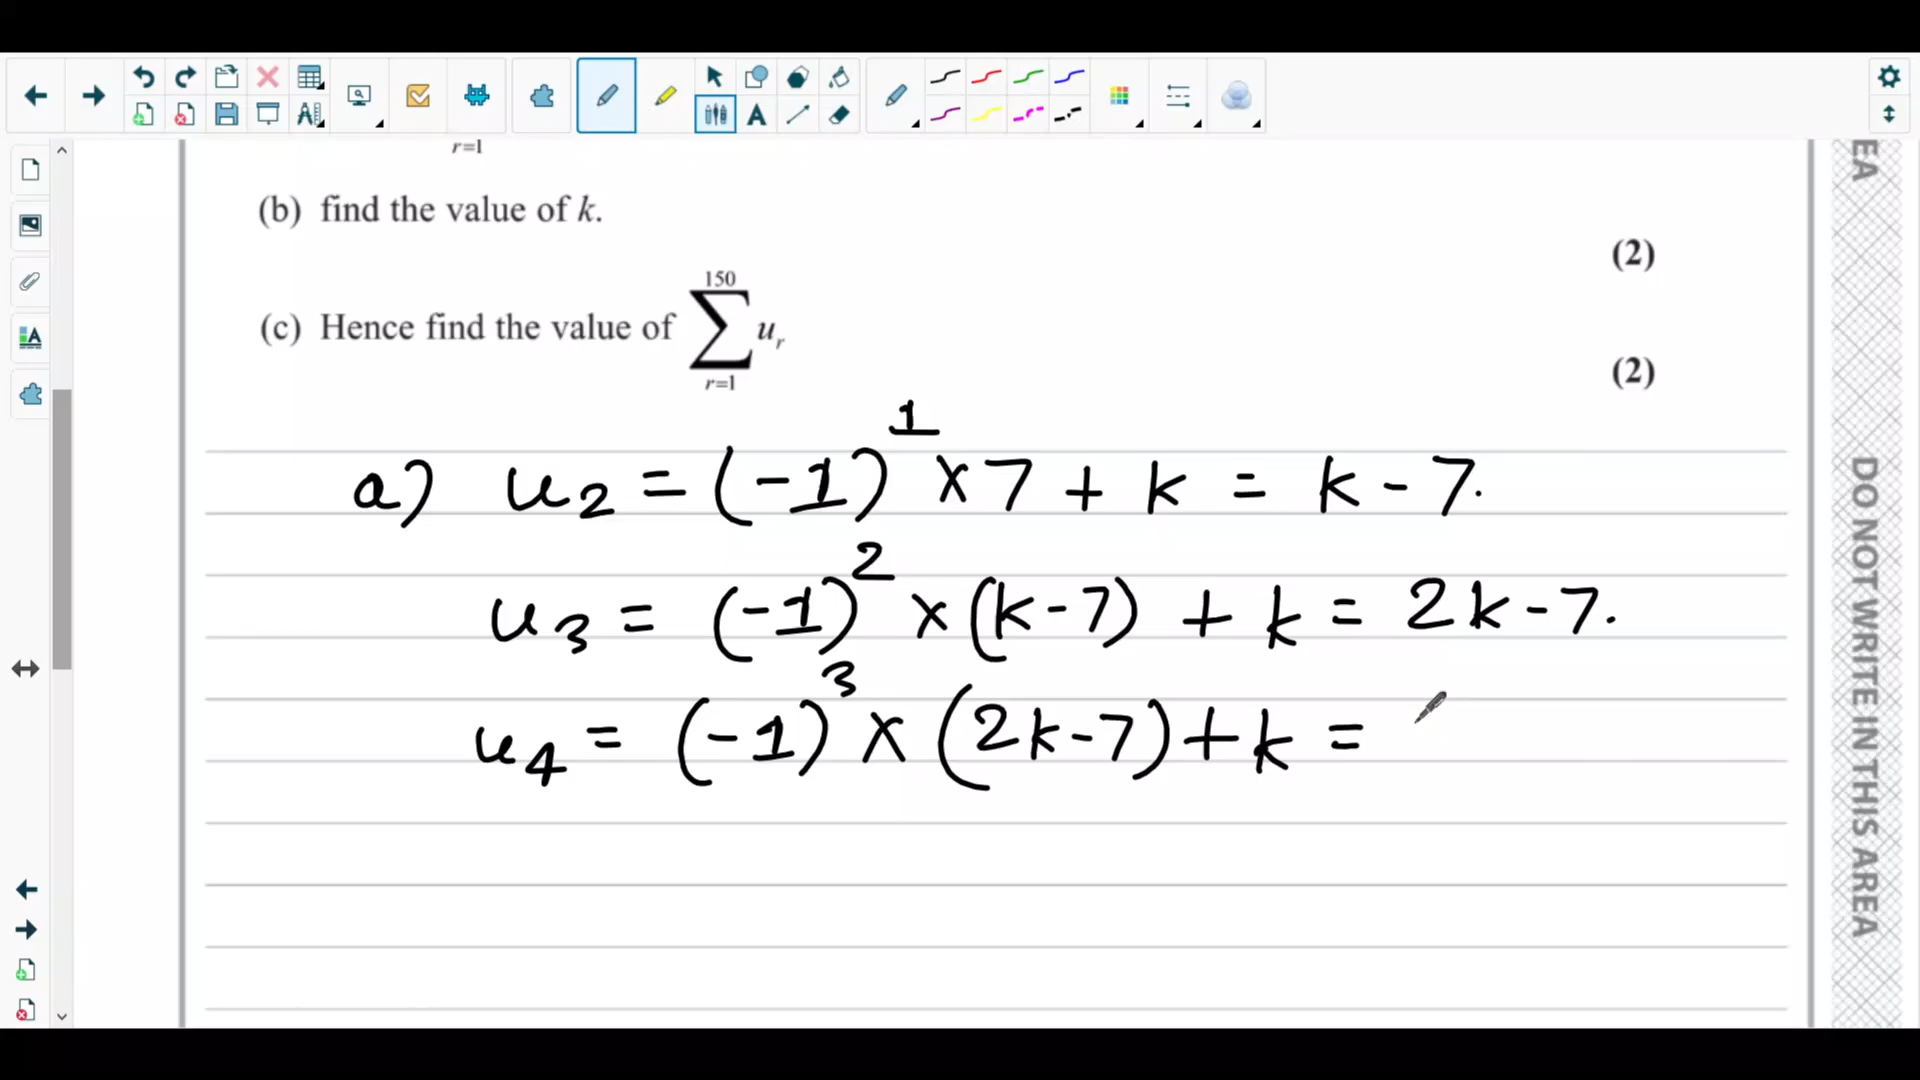 r=1
(b) find the value of k.
(2)
150
(c) Hence find the value of ∑ u_r
r=1
(2)
a) u₂ = (-1)¹ × 7 + k = k - 7.
u₃ = (-1)² × (k-7) + k = 2k - 7.
u₄ = (-1)³ × (2k-7) + k =
EA
DO NOT WRITE IN THIS AREA